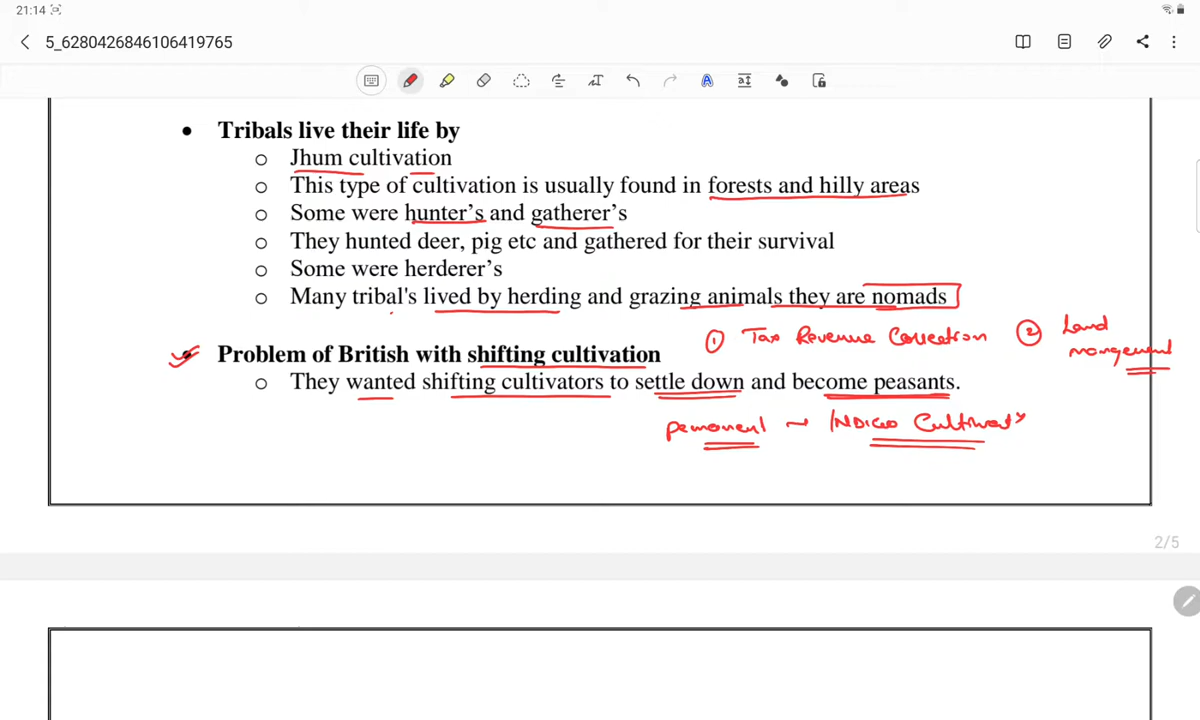 21:14
5_6280426846106419765
• Tribals live their life by
o Jhum cultivation
o This type of cultivation is usually found in forests and hilly areas
o Some were hunter's and gatherer's
o They hunted deer, pig etc and gathered for their survival
o Some were herderer's
o Many tribal's lived by herding and grazing animals they are nomads
① Tax Revenue Collection ② Land
• Problem of British with shifting cultivation
o They wanted shifting cultivators to settle down and become peasants.
permanent Indigo
2/5